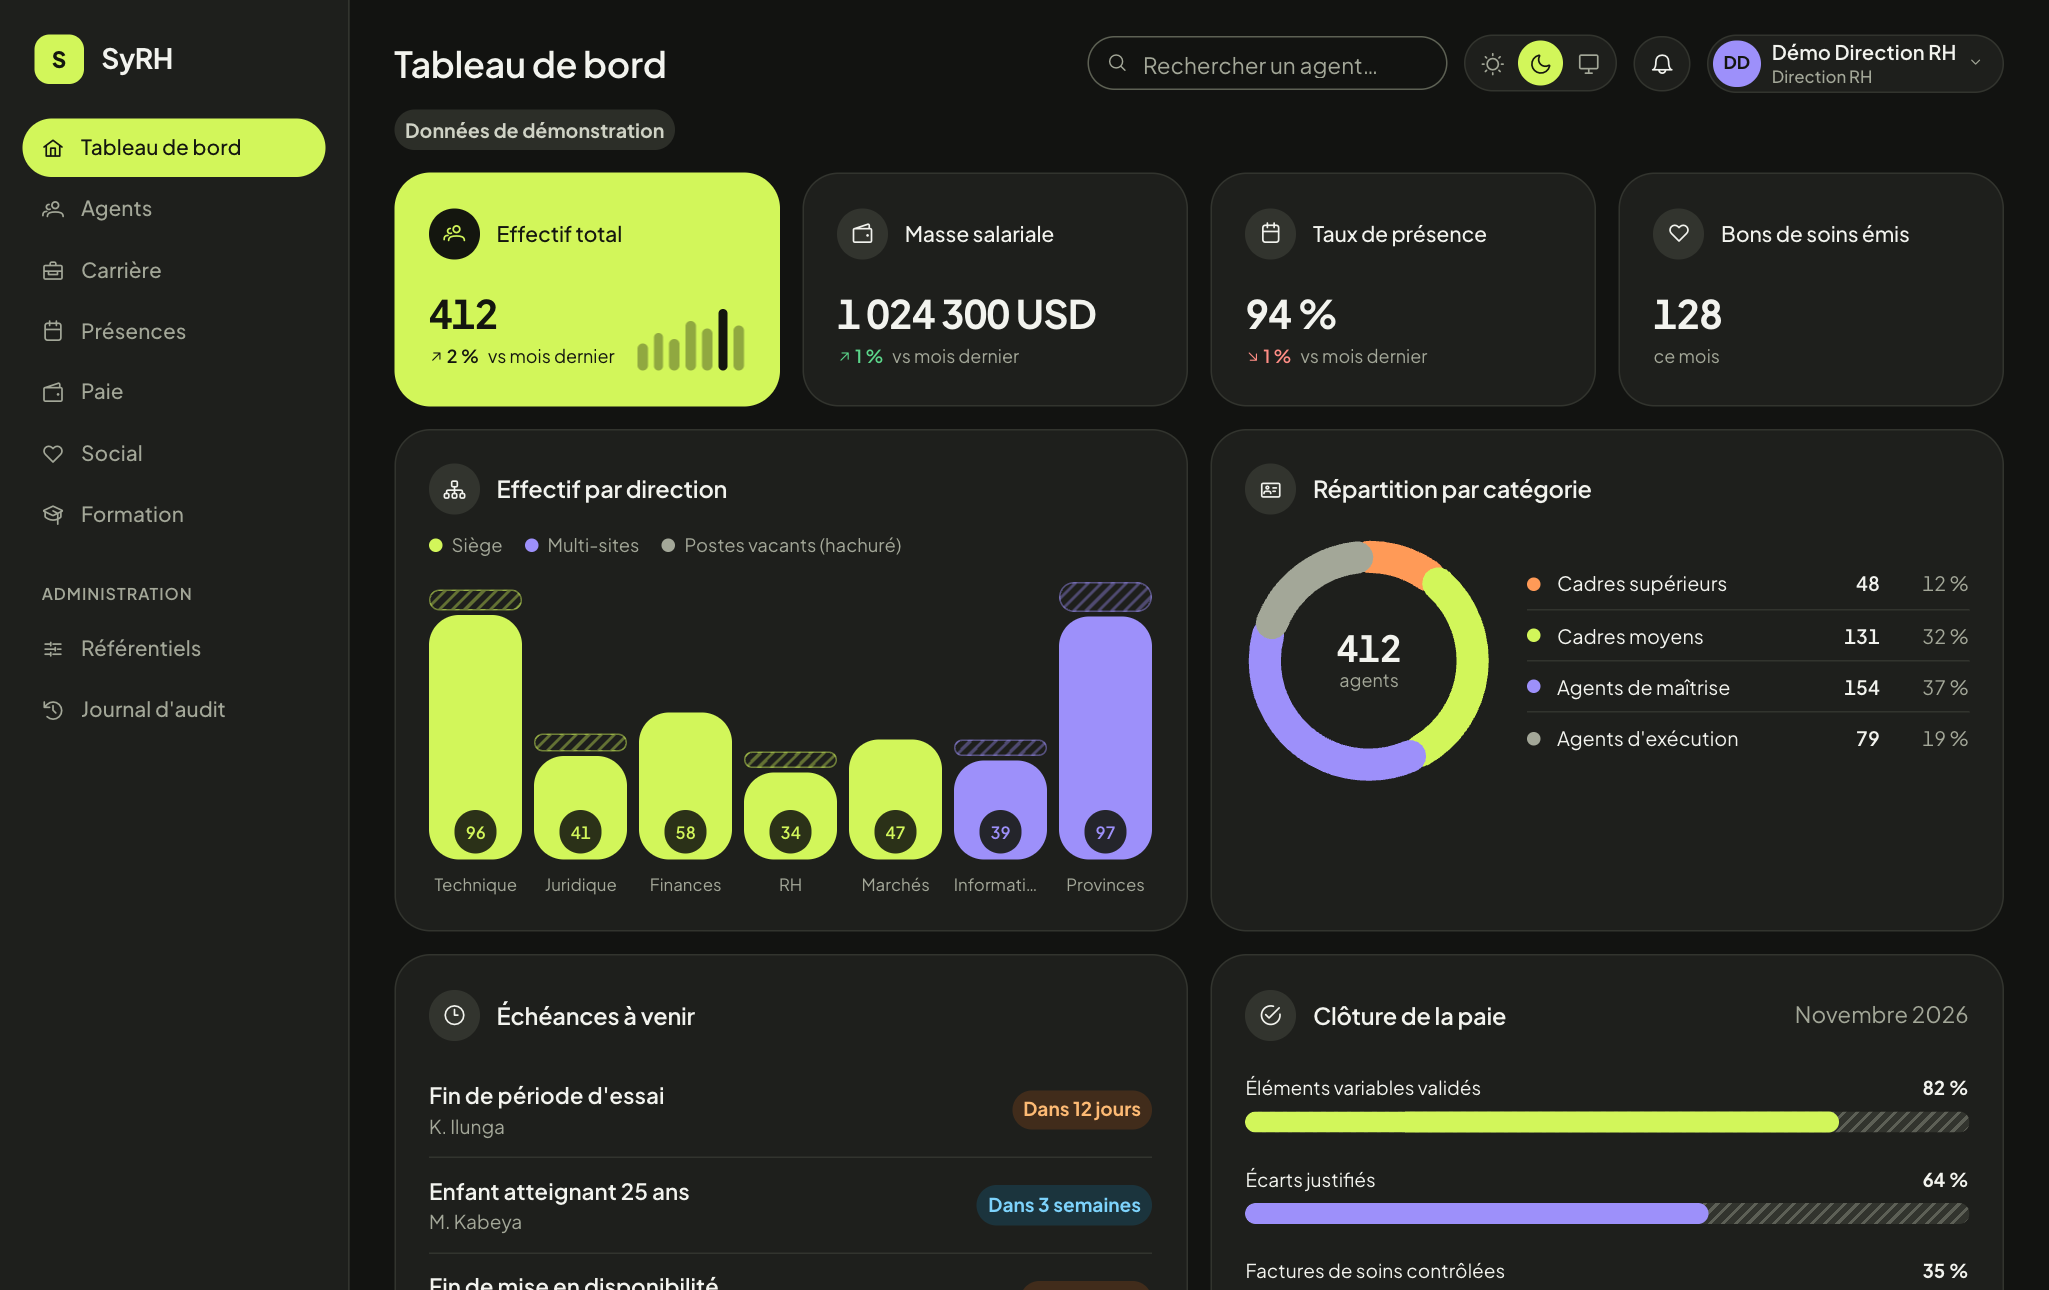 S SyRH
Tableau de bord
Agents
Carrière
Présences
Paie
Social
Formation
ADMINISTRATION
Référentiels
Journal d'audit
Tableau de bord
Rechercher un agent...
DD
Démo Direction RH
Direction RH
Données de démonstration
Effectif total
412
2 % vs mois dernier
Masse salariale
1 024 300 USD
1 % vs mois dernier
Taux de présence
94 %
1 % vs mois dernier
Bons de soins émis
128
ce mois
Effectif par direction
Siège Multi-sites Postes vacants (hachuré)
96 41 58 34 47 39 97
Technique Juridique Finances RH Marchés Informati... Provinces
Répartition par catégorie
412
agents
Cadres supérieurs 48 12 %
Cadres moyens 131 32 %
Agents de maîtrise 154 37 %
Agents d'exécution 79 19 %
Échéances à venir
Fin de période d'essai
K. Ilunga
Dans 12 jours
Enfant atteignant 25 ans
M. Kabeya
Dans 3 semaines
Fin de mise en disponibilité
Clôture de la paie Novembre 2026
Éléments variables validés 82 %
Écarts justifiés 64 %
Factures de soins contrôlées 35 %